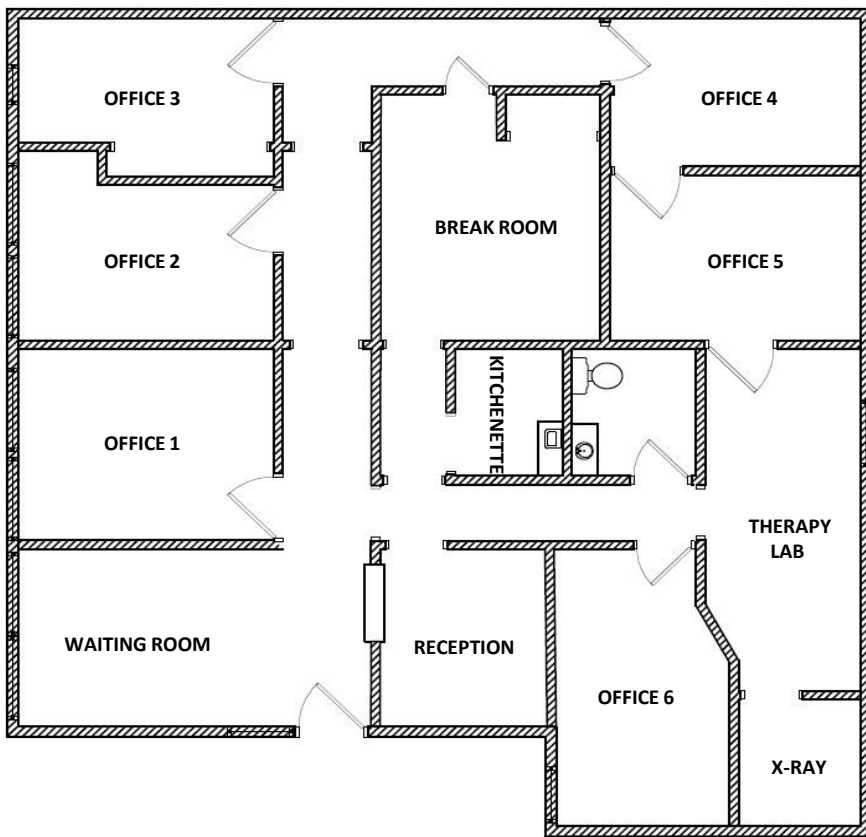 OFFICE 3
OFFICE 4
BREAK ROOM
OFFICE 2
OFFICE 5
KITCHENETTE
OFFICE 1
THERAPY
LAB
WAITING ROOM
RECEPTION
OFFICE 6
X-RAY